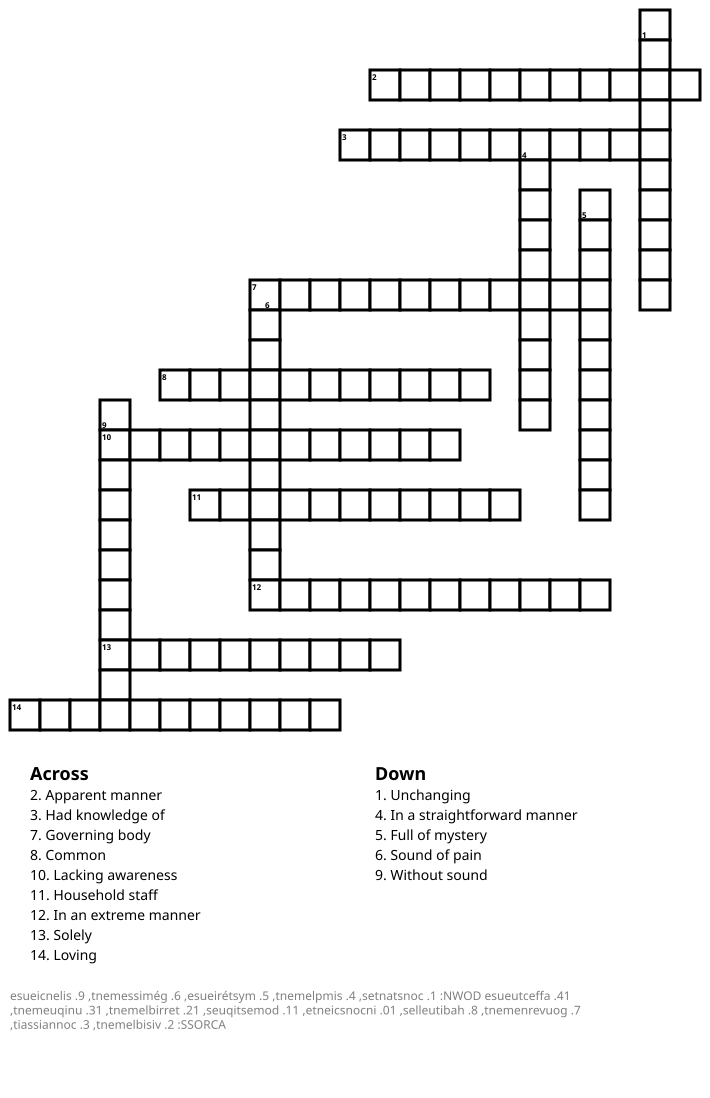 1
2
3
4
5
7
6
8
9
10
11
12
13
14
Across
2. Apparent manner
3. Had knowledge of
7. Governing body
8. Common
10. Lacking awareness
11. Household staff
12. In an extreme manner
13. Solely
14. Loving
Down
1. Unchanging
4. In a straightforward manner
5. Full of mystery
6. Sound of pain
9. Without sound
esueicnelis .9 ,tnemessimég .6 ,esueirétsym .5 ,tnemelpmis .4 ,setnatsnoc .1 :NWOD esueutceffa .41
,tnemeuqinu .31 ,tnemelbirret .21 ,seuqitsemod .11 ,etneicsnocni .01 ,selleutibah .8 ,tnemenrevuog .7
,tiassiannoc .3 ,tnemelbisiv .2 :SSORCA